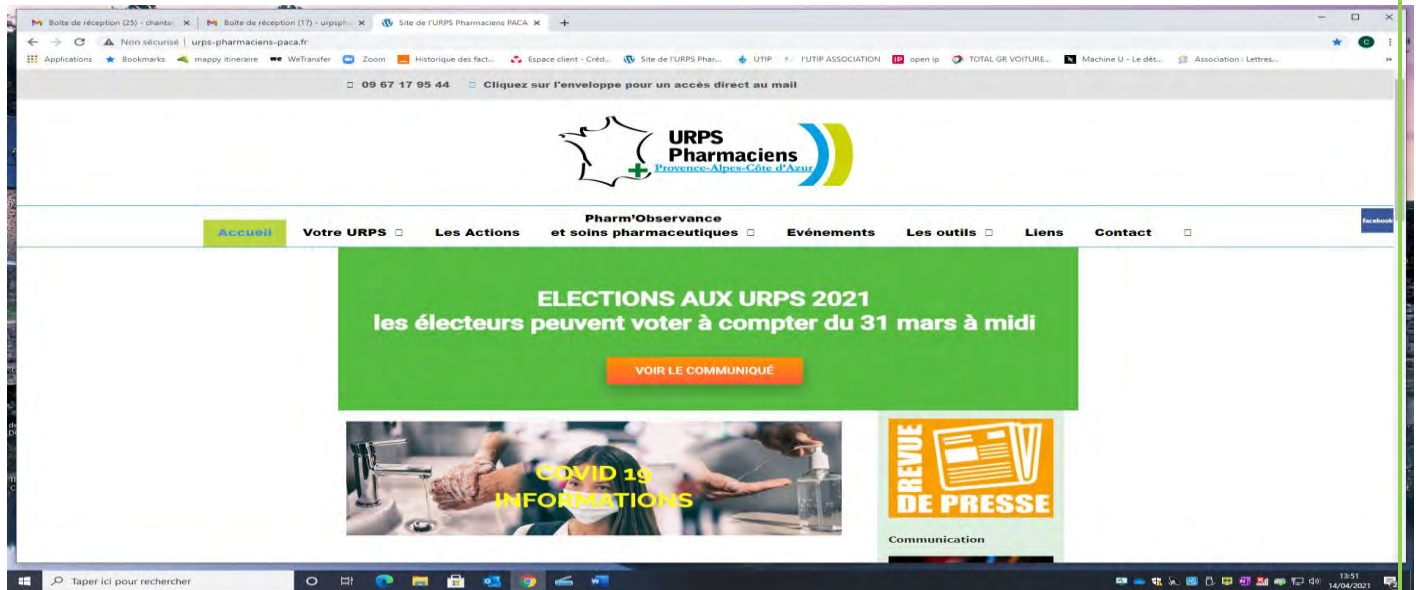 Boîte de réception (25) - chantal
Boîte de réception (17) - urpsph
Site de l'URPS Pharmaciens PACA
Non sécurisé | urps-pharmaciens-paca.fr
Applications Bookmarks mappy itineraire WeTransfer Zoom Historique des fact... Espace client - Créd... Site de l'URPS Phar... UTIP l'UTIP ASSOCIATION open ip TOTAL GR VOITURE... Machine U - Le dét... Association : Lettres... »
09 67 17 95 44 Cliquez sur l'enveloppe pour un accès direct au mail
URPS
Pharmaciens
Provence-Alpes-Côte d'Azur
Accueil
Votre URPS
Les Actions
Pharm'Observance
et soins pharmaceutiques
Evénements
Les outils
Liens
Contact
facebook
ELECTIONS AUX URPS 2021
les électeurs peuvent voter à compter du 31 mars à midi
VOIR LE COMMUNIQUÉ
COVID 19
INFORMATIONS
REVUE
DE PRESSE
Communication
Taper ici pour rechercher
13:51
14/04/2021